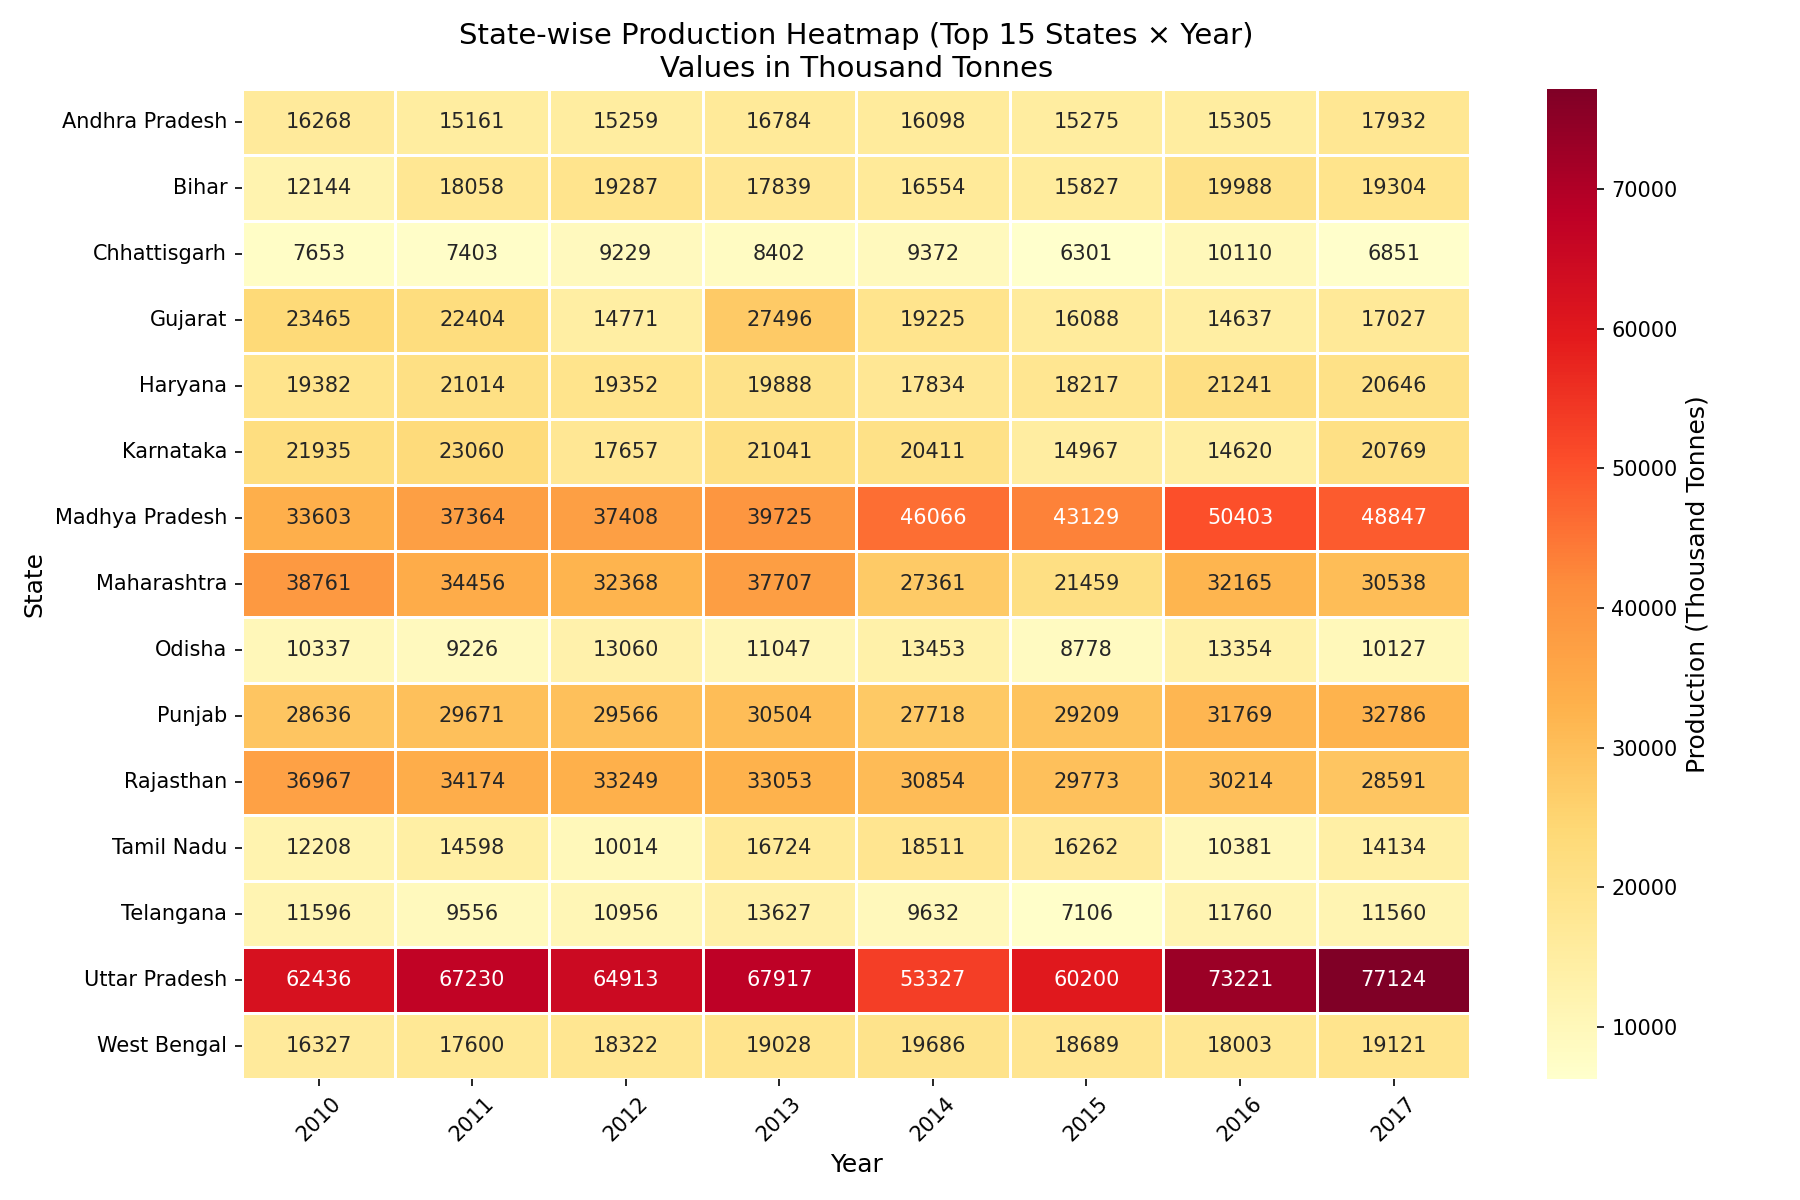 State-wise Production Heatmap (Top 15 States × Year)
Values in Thousand Tonnes
Andhra Pradesh 16268 15161 15259 16784 16098 15275 15305 17932
Bihar 12144 18058 19287 17839 16554 15827 19988 19304
Chhattisgarh 7653 7403 9229 8402 9372 6301 10110 6851
Gujarat 23465 22404 14771 27496 19225 16088 14637 17027
Haryana 19382 21014 19352 19888 17834 18217 21241 20646
Karnataka 21935 23060 17657 21041 20411 14967 14620 20769
Madhya Pradesh 33603 37364 37408 39725 46066 43129 50403 48847
Maharashtra 38761 34456 32368 37707 27361 21459 32165 30538
Odisha 10337 9226 13060 11047 13453 8778 13354 10127
Punjab 28636 29671 29566 30504 27718 29209 31769 32786
Rajasthan 36967 34174 33249 33053 30854 29773 30214 28591
Tamil Nadu 12208 14598 10014 16724 18511 16262 10381 14134
Telangana 11596 9556 10956 13627 9632 7106 11760 11560
Uttar Pradesh 62436 67230 64913 67917 53327 60200 73221 77124
West Bengal 16327 17600 18322 19028 19686 18689 18003 19121
2010 2011 2012 2013 2014 2015 2016 2017
Year
State
70000
60000
50000
40000
30000
20000
10000
Production (Thousand Tonnes)